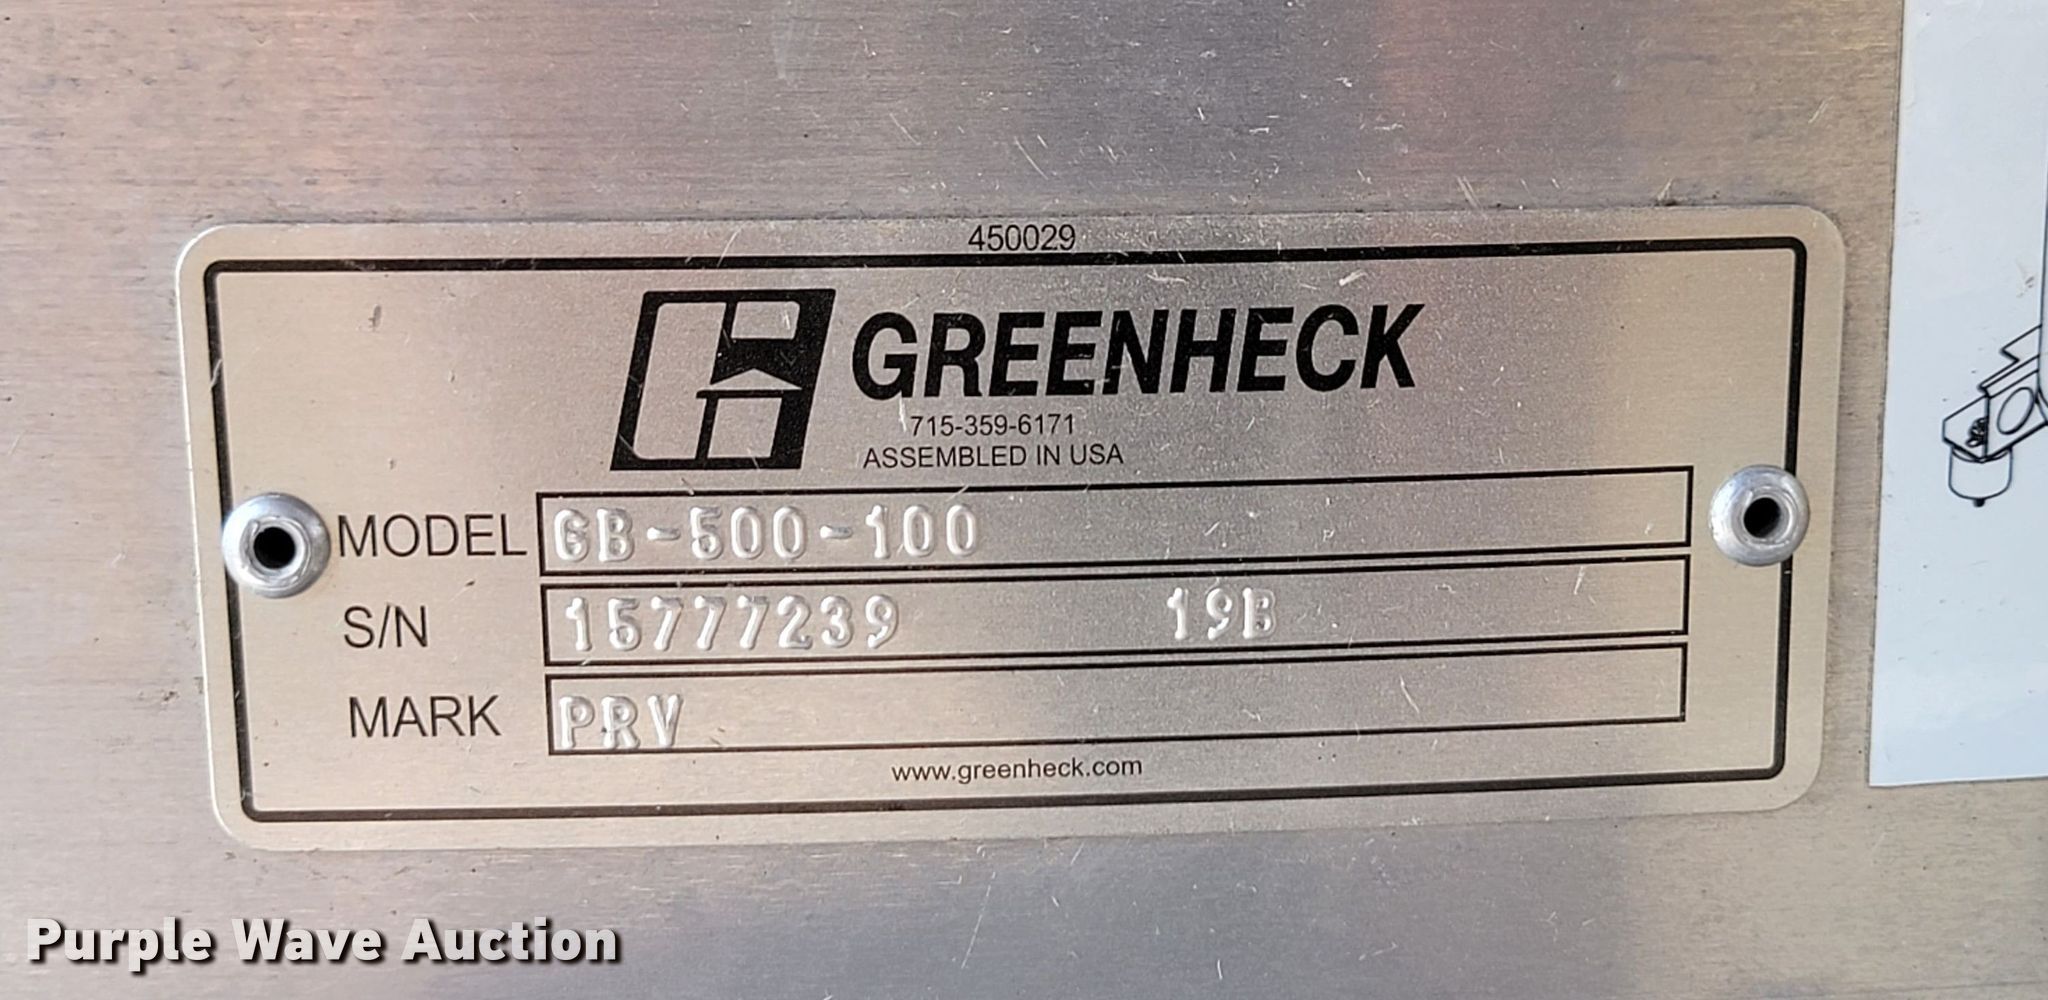 450029
GREENHECK
715-359-6171
ASSEMBLED IN USA
MODEL GB-500-100
S/N 15777239 19B
MARK PRV
www.greenheck.com
Purple Wave Auction